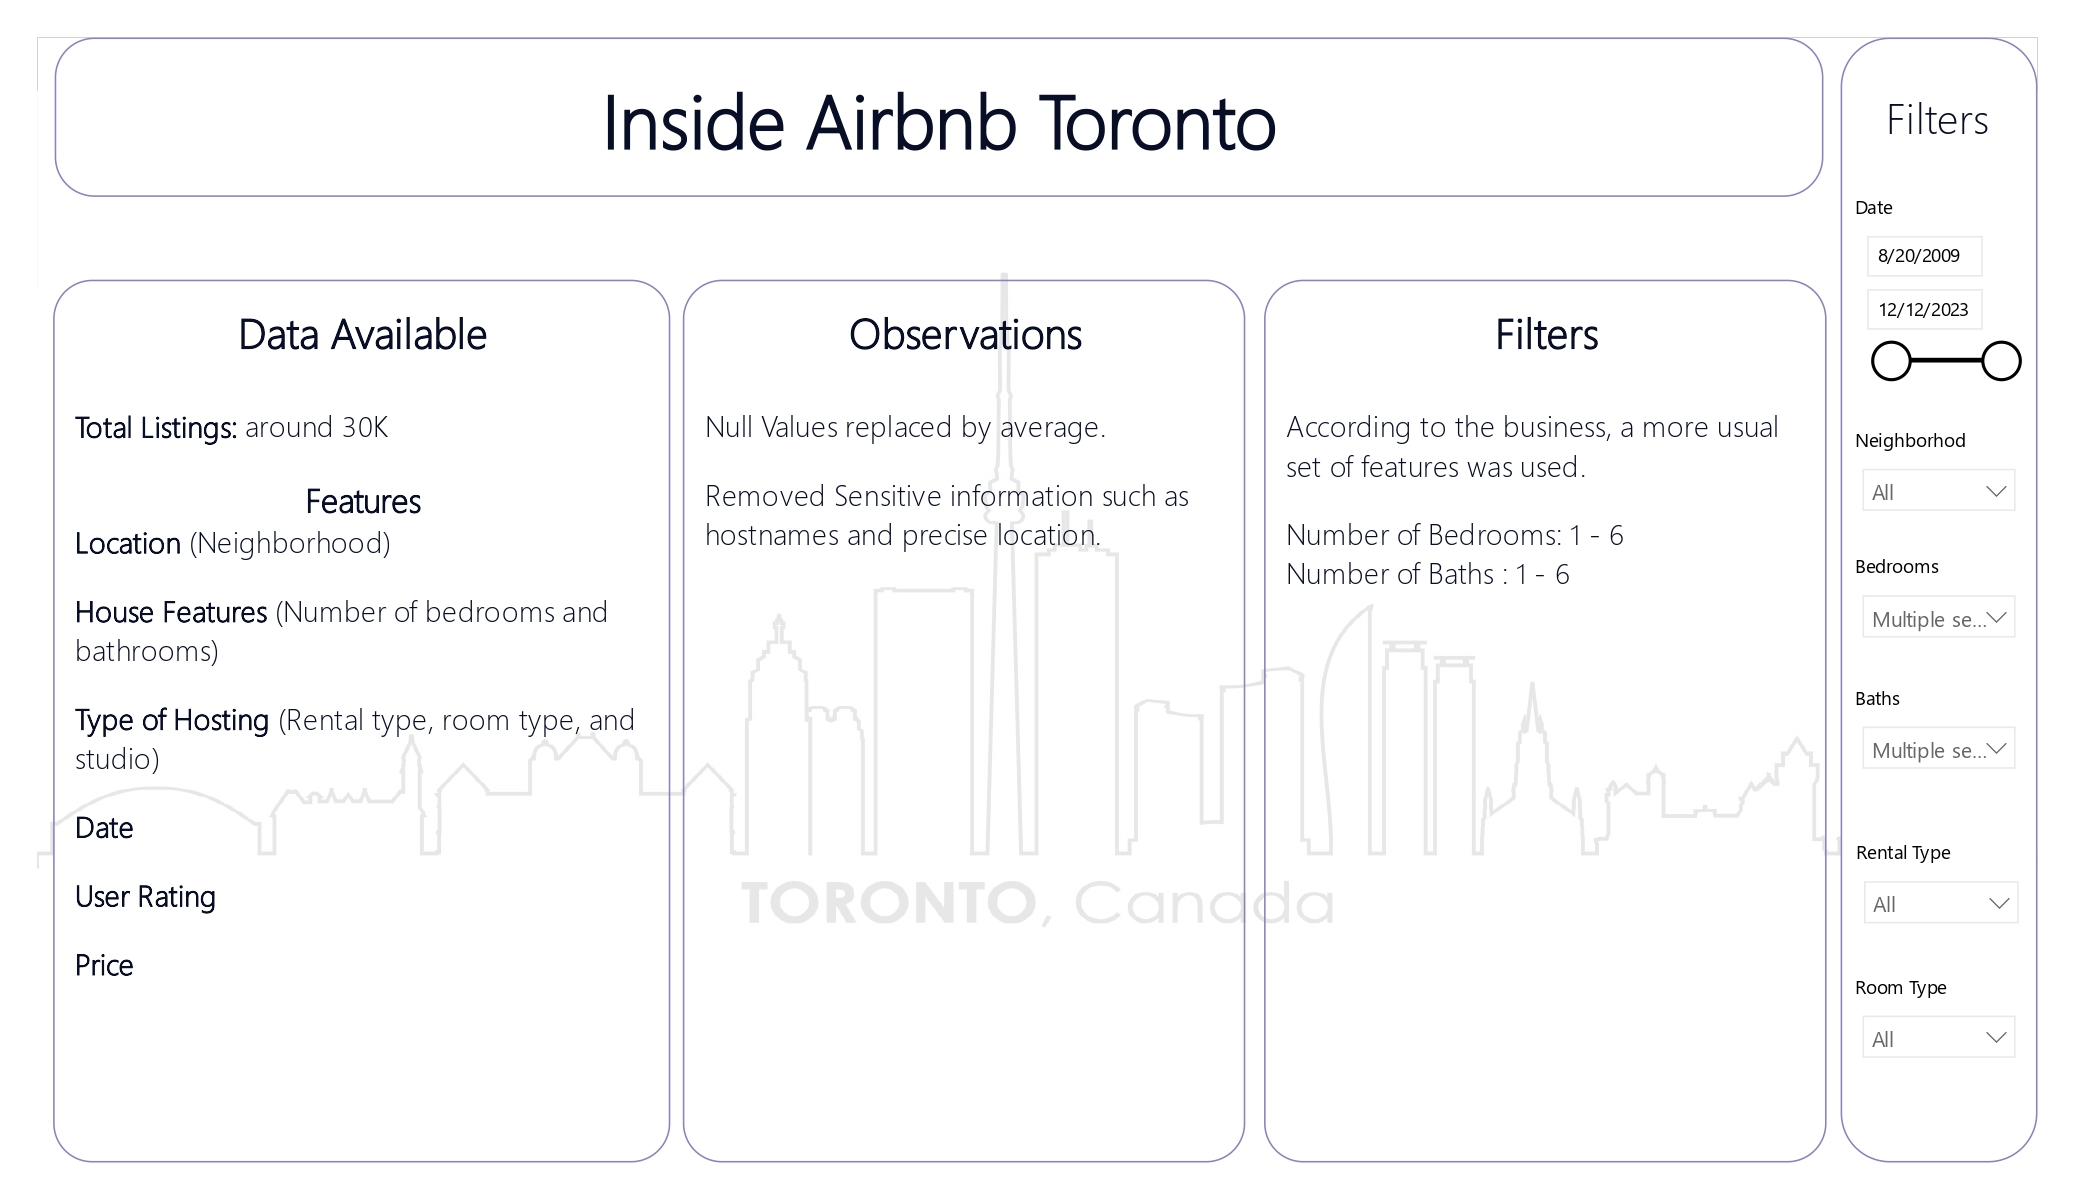 Inside Airbnb Toronto
Data Available
Total Listings: around 30K
Features
Location (Neighborhood)
House Features (Number of bedrooms and
bathrooms)
Type of Hosting (Rental type, room type, and
studio)
Date
User Rating
Price
Observations
Null Values replaced by average.
Removed Sensitive information such as
hostnames and precise location.
Filters
According to the business, a more usual
set of features was used.
Number of Bedrooms: 1 - 6
Number of Baths : 1 - 6
TORONTO, Canada
Filters
Date
8/20/2009
12/12/2023
Neighborhod
All
Bedrooms
Multiple se...
Baths
Multiple se...
Rental Type
All
Room Type
All